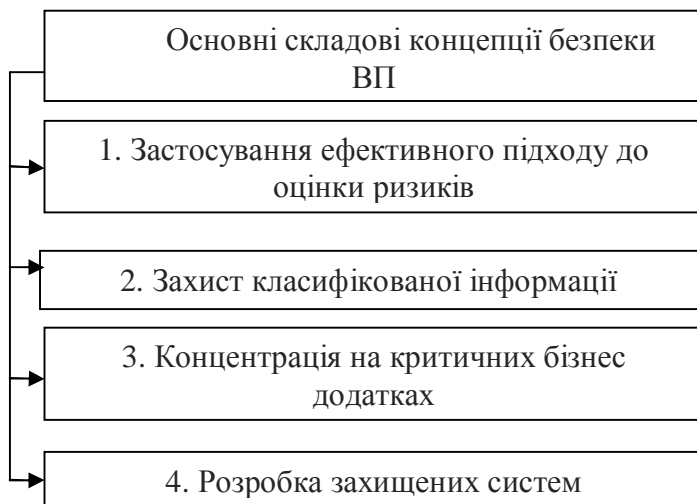 Основні складові концепції безпеки
ВП
1. Застосування ефективного підходу до
оцінки ризиків
2. Захист класифікованої інформації
3. Концентрація на критичних бізнес
додатках
4. Розробка захищених систем